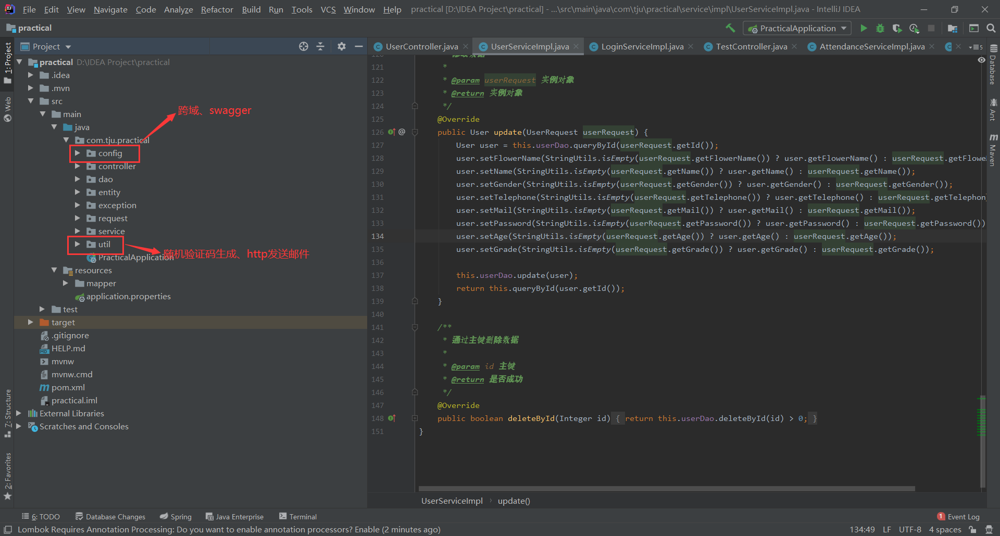 File Edit View Navigate Code Analyze Refactor Build Run Tools VCS Window Help practical [D:\IDEA Project\practical] - ...\src\main\java\com\tju\practical\service\impl\UserServiceImpl.java - IntelliJ IDEA
practical
PracticalApplication
1: Project
Web
7: Structure
2: Favorites
Project
practical D:\IDEA Project\practical
.idea
.mvn
src
main
跨域、swagger
java
com.tju.practical
config
controller
dao
entity
exception
request
service
util
随机验证码生成、http发送邮件
PracticalApplication
resources
mapper
application.properties
test
target
.gitignore
HELP.md
mvnw
mvnw.cmd
pom.xml
practical.iml
External Libraries
Scratches and Consoles
UserController.java UserServiceImpl.java LoginServiceImpl.java TestController.java AttendanceServiceImpl.java 5
120 修改数据
121 *
122 * @param userRequest 实例对象
123 * @return 实例对象
124 */
125 @Override
126 @ public User update(UserRequest userRequest) {
127 User user = this.userDao.queryById(userRequest.getId());
128 user.setFlowerName(StringUtils.isEmpty(userRequest.getFlowerName()) ? user.getFlowerName() : userRequest.getFlowe
129 user.setName(StringUtils.isEmpty(userRequest.getName()) ? user.getName() : userRequest.getName());
130 user.setGender(StringUtils.isEmpty(userRequest.getGender()) ? user.getGender() : userRequest.getGender());
131 user.setTelephone(StringUtils.isEmpty(userRequest.getTelephone()) ? user.getTelephone() : userRequest.getTelephon
132 user.setMail(StringUtils.isEmpty(userRequest.getMail()) ? user.getMail() : userRequest.getMail());
133 user.setPassword(StringUtils.isEmpty(userRequest.getPassword()) ? user.getPassword() : userRequest.getPassword())
134 user.setAge(StringUtils.isEmpty(userRequest.getAge()) ? user.getAge() : userRequest.getAge());
135 user.setGrade(StringUtils.isEmpty(userRequest.getGrade()) ? user.getGrade() : userRequest.getGrade());
136
137 this.userDao.update(user);
138 return this.queryById(user.getId());
139 }
140
141 /**
142 * 通过主键删除数据
143 *
144 * @param id 主键
145 * @return 是否成功
146 */
147 @Override
148 public boolean deleteById(Integer id) { return this.userDao.deleteById(id) > 0; }
151 }
Database
Ant
Maven
UserServiceImpl › update()
6: TODO Database Changes Spring Java Enterprise Terminal 1 Event Log
Lombok Requires Annotation Processing: Do you want to enable annotation processors? Enable (2 minutes ago) 134:49 LF UTF-8 4 spaces